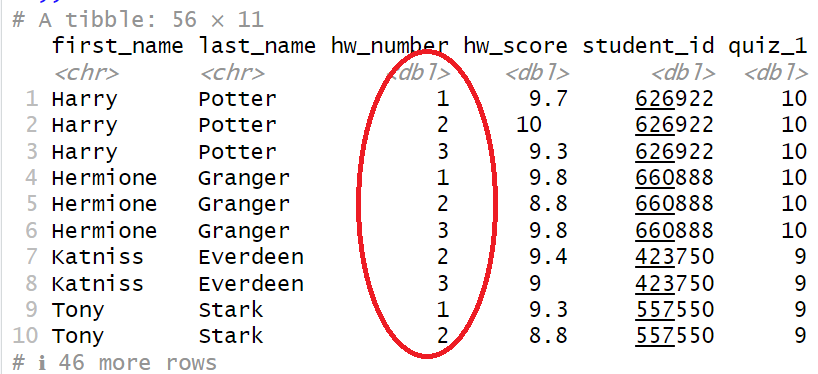 # A tibble: 56 × 11
first_name last_name hw_number hw_score student_id quiz_1
<chr> <chr> <dbl> <dbl> <dbl> <dbl>
1 Harry Potter 1 9.7 626922 10
2 Harry Potter 2 10 626922 10
3 Harry Potter 3 9.3 626922 10
4 Hermione Granger 1 9.8 660888 10
5 Hermione Granger 2 8.8 660888 10
6 Hermione Granger 3 9.8 660888 10
7 Katniss Everdeen 2 9.4 423750 9
8 Katniss Everdeen 3 9 423750 9
9 Tony Stark 1 9.3 557550 9
10 Tony Stark 2 8.8 557550 9
# ℹ 46 more rows